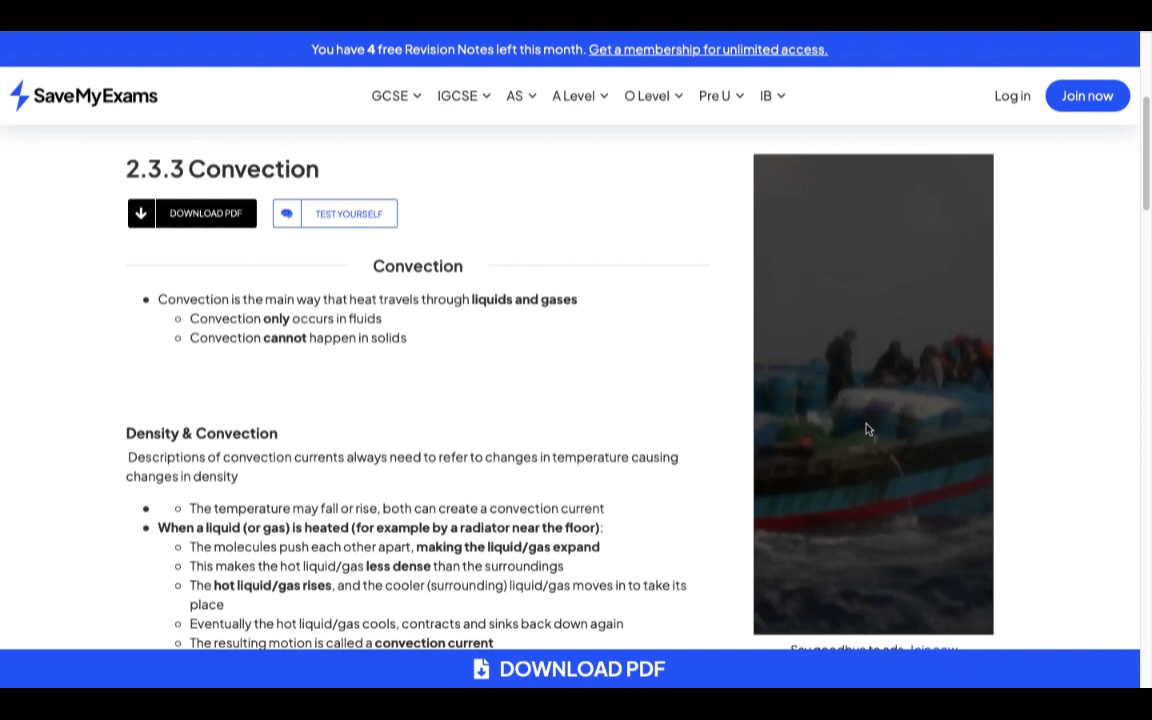 You have 4 free Revision Notes left this month. Get a membership for unlimited access.
SaveMyExams
GCSE IGCSE AS A Level O Level Pre U IB
Log in
Join now
2.3.3 Convection
DOWNLOAD PDF
TEST YOURSELF
Convection
Convection is the main way that heat travels through liquids and gases
Convection only occurs in fluids
Convection cannot happen in solids
Density & Convection
Descriptions of convection currents always need to refer to changes in temperature causing
changes in density
The temperature may fall or rise, both can create a convection current
When a liquid (or gas) is heated (for example by a radiator near the floor):
The molecules push each other apart, making the liquid/gas expand
This makes the hot liquid/gas less dense than the surroundings
The hot liquid/gas rises, and the cooler (surrounding) liquid/gas moves in to take its
place
Eventually the hot liquid/gas cools, contracts and sinks back down again
The resulting motion is called a convection current
Say goodbye to ads. Join now
DOWNLOAD PDF